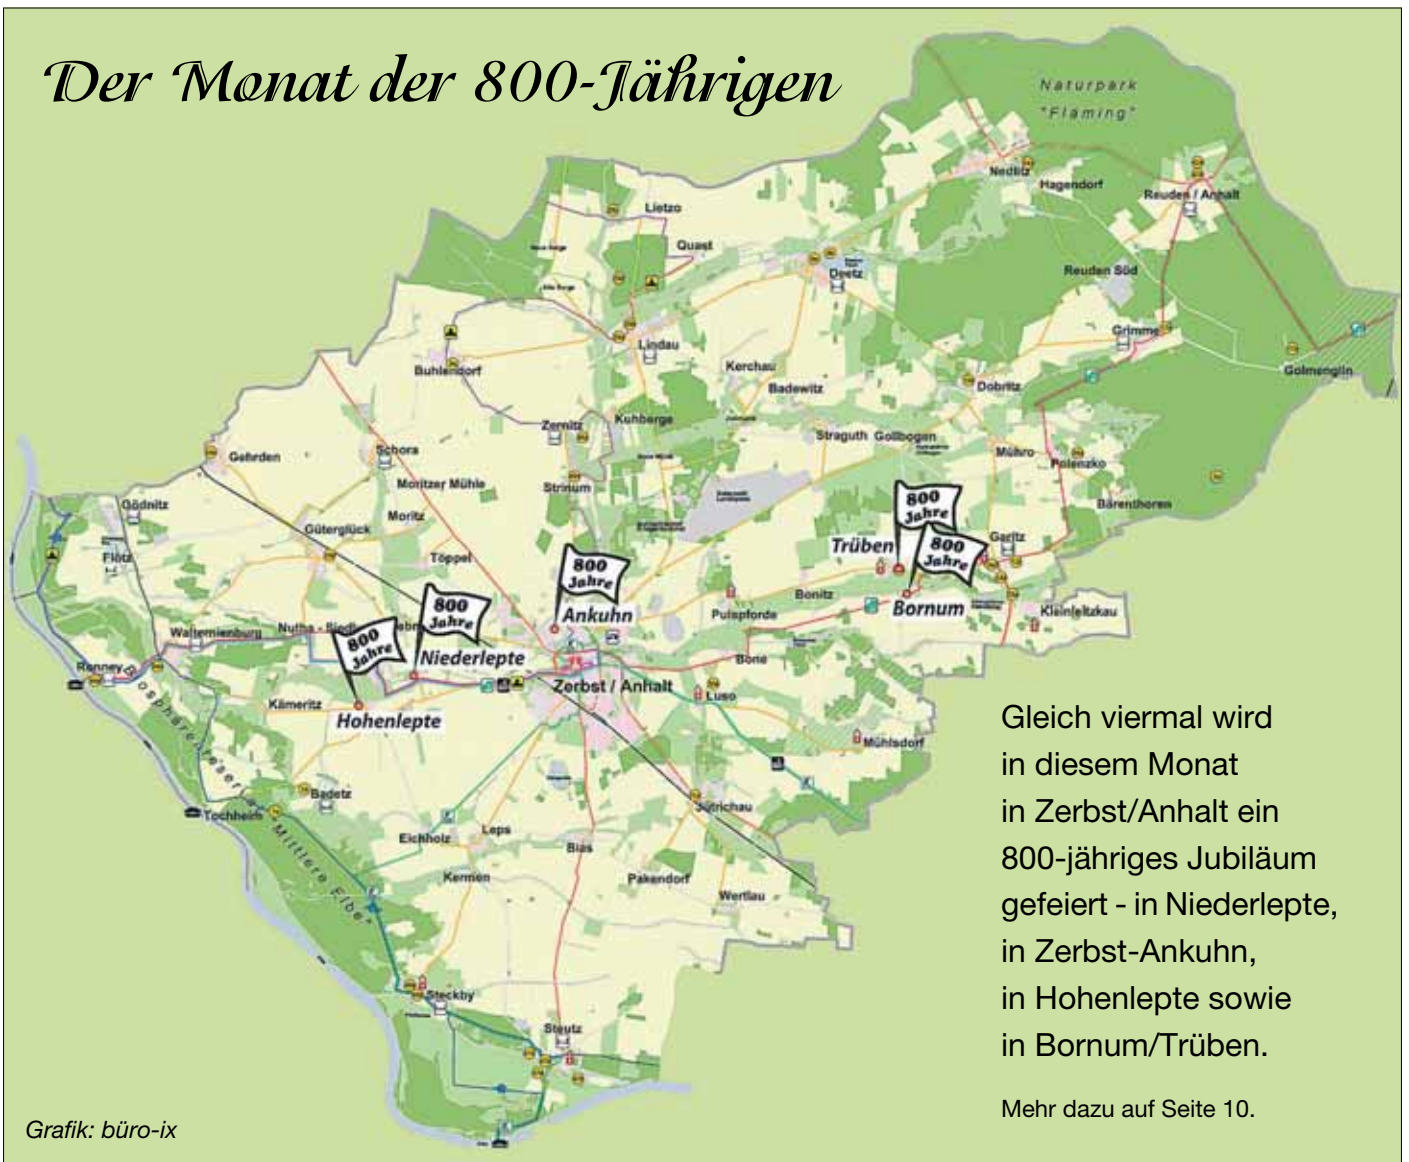 Der Monat der 800-Jährigen
Naturpark
"Fläming"
Nedlitz
Hagendorf
Reuden / Anhalt
Lietzo
Quast
Deetz
Reuden Süd
Grimme
Lindau
Golmenglin
Buhlendorf
Kerchau
Badewitz
Dobritz
Kuhberge
Zernitz
Straguth
Gollbogen
Gehrden
Schora
Mühro
Polenzko
Moritzer Mühle
Strinum
Gödnitz
Moritz
Bärenthoren
Güterglück
800
Jahre
Trüben
800
Jahre
Garitz
Flötz
Töppel
800
Jahre
Bonitz
Bornum
Kleinleitzkau
800
Jahre
Ankuhn
Pulspforde
Walternienburg
800
Jahre
Niederlepte
Bone
Ronney
Zerbst / Anhalt
Luso
Kämeritz
Hohenlepte
Mühlsdorf
Biosphärenreservat "Mittlere Elbe"
Badetz
Tochheim
Jütrichau
Eichholz
Leps
Bias
Kermen
Pakendorf
Wertlau
Steckby
Steutz
Gleich viermal wird
in diesem Monat
in Zerbst/Anhalt ein
800-jähriges Jubiläum
gefeiert - in Niederlepte,
in Zerbst-Ankuhn,
in Hohenlepte sowie
in Bornum/Trüben.
Mehr dazu auf Seite 10.
Grafik: büro-ix